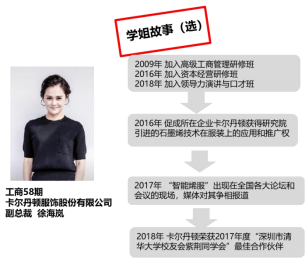 学姐故事（选）
2009年 加入高级工商管理研修班
2016年 加入资本经营研修班
2018年 加入领导力演讲与口才班
2016年 促成所在企业卡尔丹顿获得研究院
引进的石墨烯技术在服装上的应用和推广权
2017年 “智能烯服”出现在全国各大论坛和
会议的现场，媒体对其争相报道
2018年 卡尔丹顿荣获2017年度“深圳市清
华大学校友会紫荆同学会”最佳合作伙伴
工商58期
卡尔丹顿服饰股份有限公司
副总裁 徐海岚